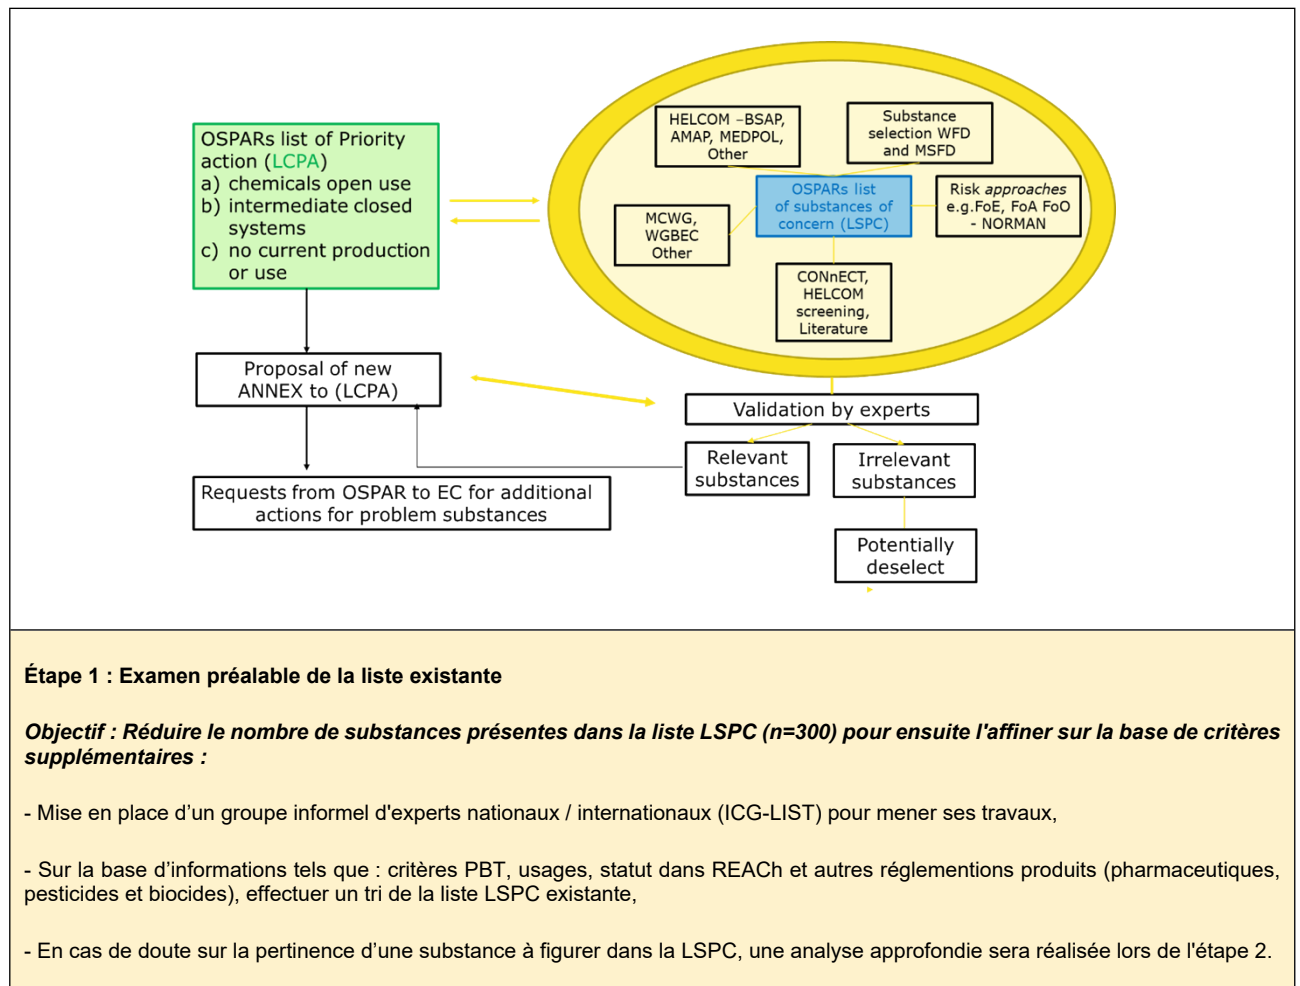 OSPARs list of Priority
action (LCPA)
a) chemicals open use
b) intermediate closed
systems
c) no current production
or use
HELCOM –BSAP,
AMAP, MEDPOL,
Other
Substance
selection WFD
and MSFD
OSPARs list
of substances of
concern (LSPC)
Risk approaches
e.g.FoE, FoA FoO
- NORMAN
MCWG,
WGBEC
Other
CONnECT,
HELCOM
screening,
Literature
Proposal of new
ANNEX to (LCPA)
Validation by experts
Relevant
substances
Irrelevant
substances
Requests from OSPAR to EC for additional
actions for problem substances
Potentially
deselect
Étape 1 : Examen préalable de la liste existante
Objectif : Réduire le nombre de substances présentes dans la liste LSPC (n=300) pour ensuite l'affiner sur la base de critères
supplémentaires :
- Mise en place d’un groupe informel d'experts nationaux / internationaux (ICG-LIST) pour mener ses travaux,
- Sur la base d’informations tels que : critères PBT, usages, statut dans REACh et autres réglementions produits (pharmaceutiques,
pesticides et biocides), effectuer un tri de la liste LSPC existante,
- En cas de doute sur la pertinence d’une substance à figurer dans la LSPC, une analyse approfondie sera réalisée lors de l'étape 2.